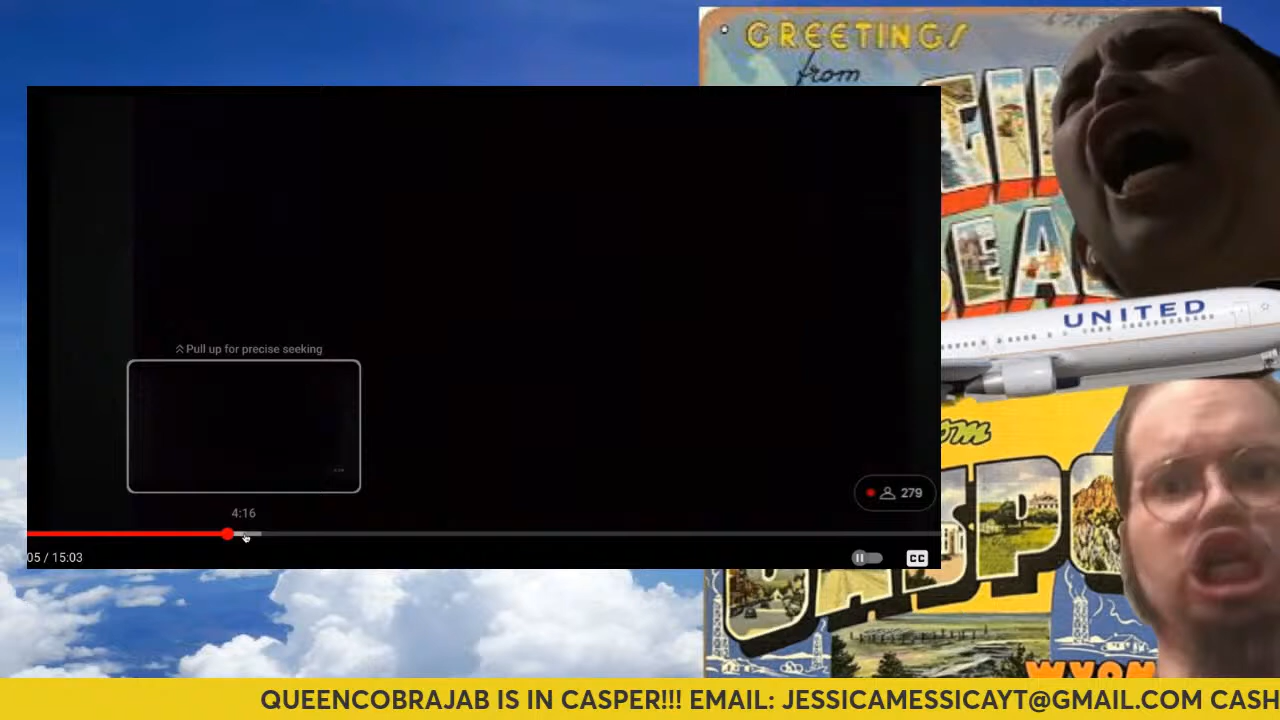 GREETINGS
from
UNITED
Pull up for precise seeking
279
4:16
05 / 15:03
CC
QUEENCOBRAJAB IS IN CASPER!!! EMAIL: JESSICAMESSICAYT@GMAIL.COM CASH